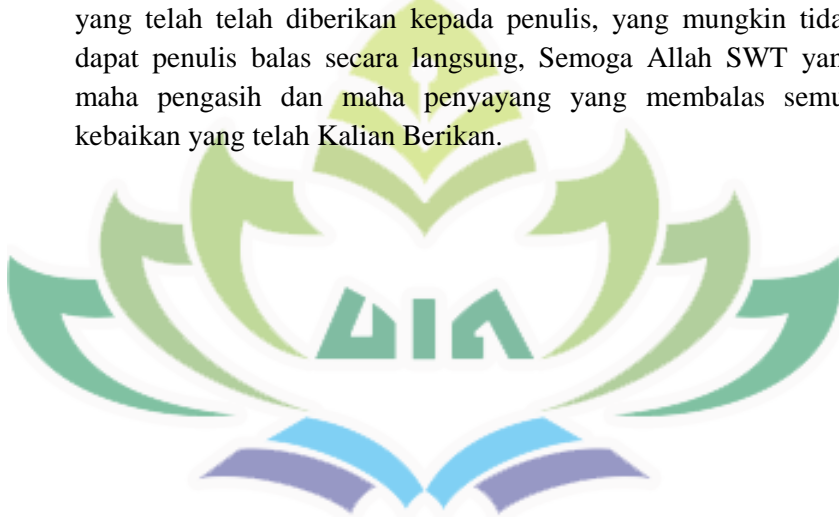 yang telah telah diberikan kepada penulis, yang mungkin tida
dapat penulis balas secara langsung, Semoga Allah SWT yan
maha pengasih dan maha penyayang yang membalas semu
kebaikan yang telah Kalian Berikan.
UIN